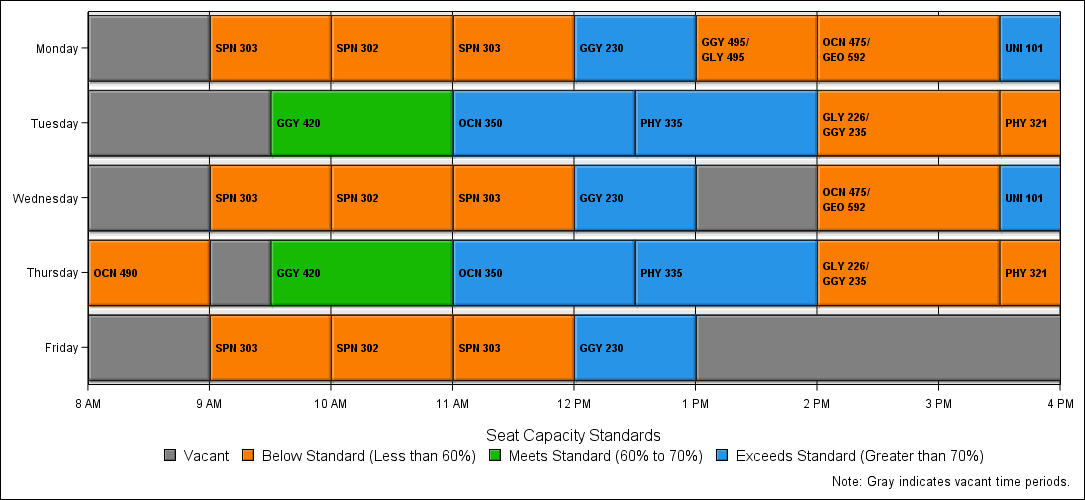 Monday
SPN 303
SPN 302
SPN 303
GGY 230
GGY 495/
GLY 495
OCN 475/
GEO 592
UNI 101
Tuesday
GGY 420
OCN 350
PHY 335
GLY 226/
GGY 235
PHY 321
Wednesday
SPN 303
SPN 302
SPN 303
GGY 230
OCN 475/
GEO 592
UNI 101
Thursday
OCN 490
GGY 420
OCN 350
PHY 335
GLY 226/
GGY 235
PHY 321
Friday
SPN 303
SPN 302
SPN 303
GGY 230
8 AM 9 AM 10 AM 11 AM 12 PM 1 PM 2 PM 3 PM 4 PM
Seat Capacity Standards
Vacant Below Standard (Less than 60%) Meets Standard (60% to 70%) Exceeds Standard (Greater than 70%)
Note: Gray indicates vacant time periods.